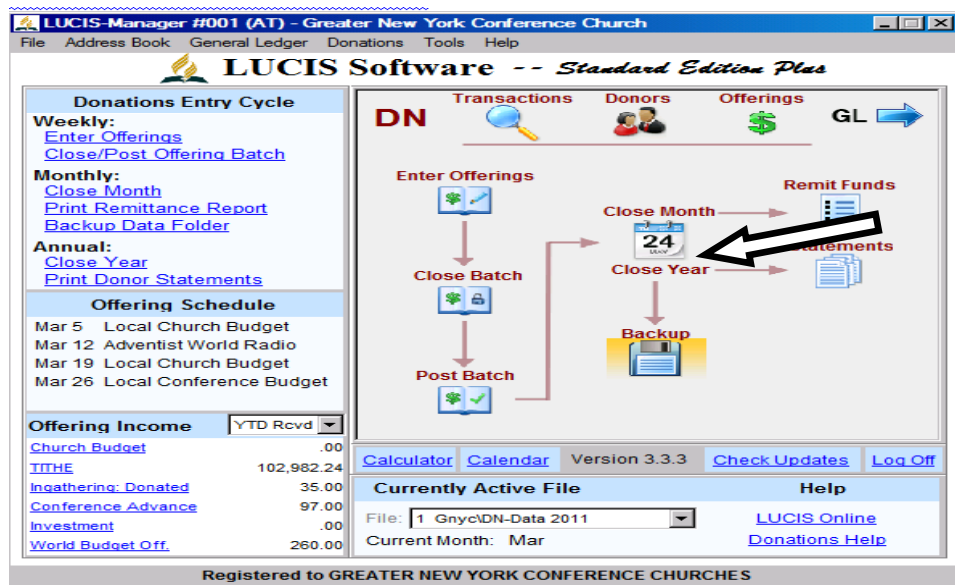 LUCIS-Manager #001 (AT) - Greater New York Conference Church
File Address Book General Ledger Donations Tools Help
LUCIS Software -- Standard Edition Plus
Donations Entry Cycle
Weekly:
Enter Offerings
Close/Post Offering Batch
Monthly:
Close Month
Print Remittance Report
Backup Data Folder
Annual:
Close Year
Print Donor Statements
Offering Schedule
Mar 5 Local Church Budget
Mar 12 Adventist World Radio
Mar 19 Local Church Budget
Mar 26 Local Conference Budget
Offering Income YTD Rcvd
Church Budget .00
TITHE 102,982.24
Ingathering: Donated 35.00
Conference Advance 97.00
Investment .00
World Budget Off. 260.00
DN
Transactions
Donors
Offerings
GL
Enter Offerings
Close Batch
Post Batch
Close Month
24
Close Year
Remit Funds
Backup
Calculator Calendar Version 3.3.3 Check Updates Log Off
Currently Active File
File: 1 Gnyc\DN-Data 2011
Current Month: Mar
Help
LUCIS Online
Donations Help
Registered to GREATER NEW YORK CONFERENCE CHURCHES